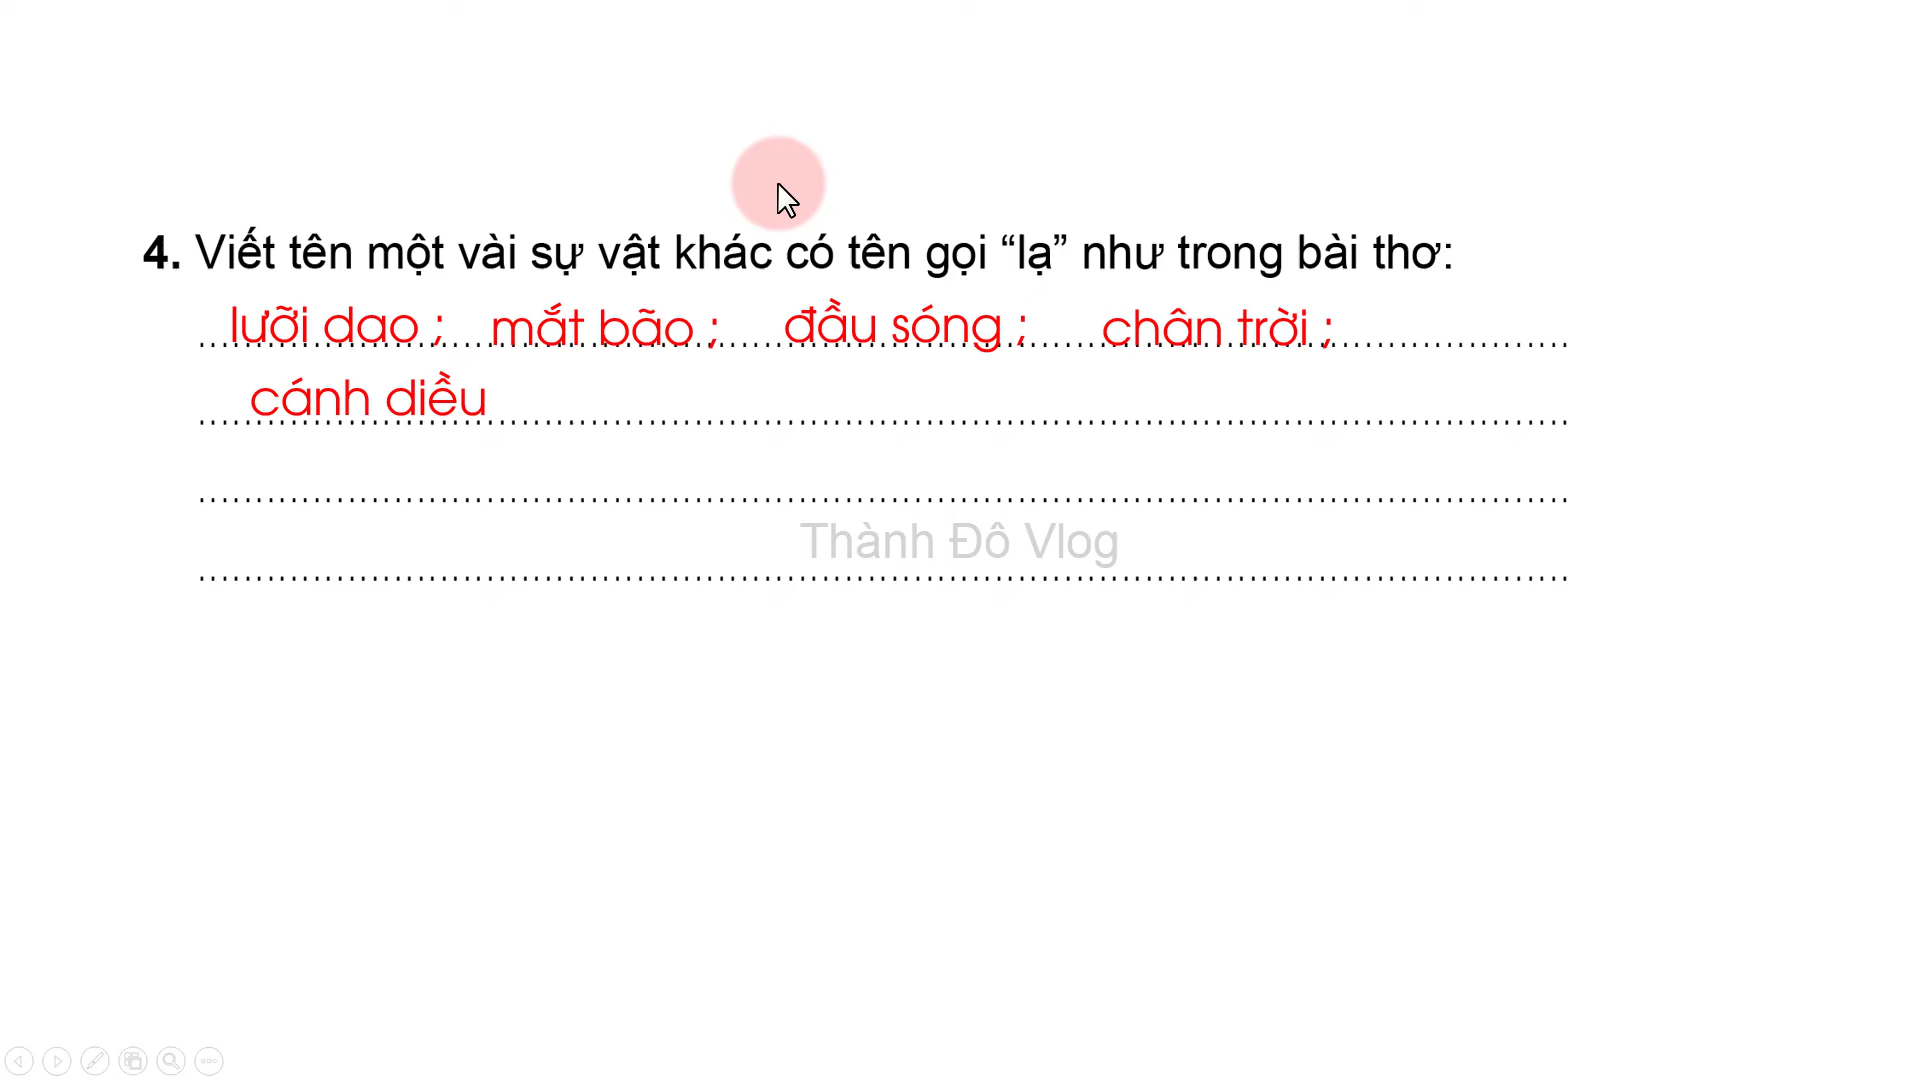 4. Viết tên một vài sự vật khác có tên gọi “lạ” như trong bài thơ:
lưỡi dao ; mắt bão ; đầu sóng ; chân trời ;
cánh diều
Thành Đô Vlog